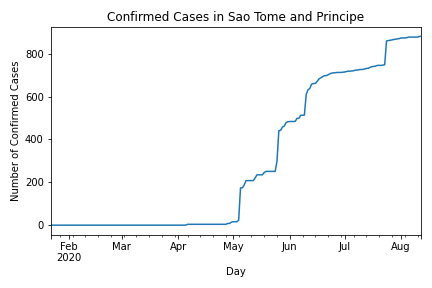 Confirmed Cases in Sao Tome and Principe
Number of Confirmed Cases
800
600
400
200
0
Feb
2020
Mar
Apr
May
Jun
Jul
Aug
Day